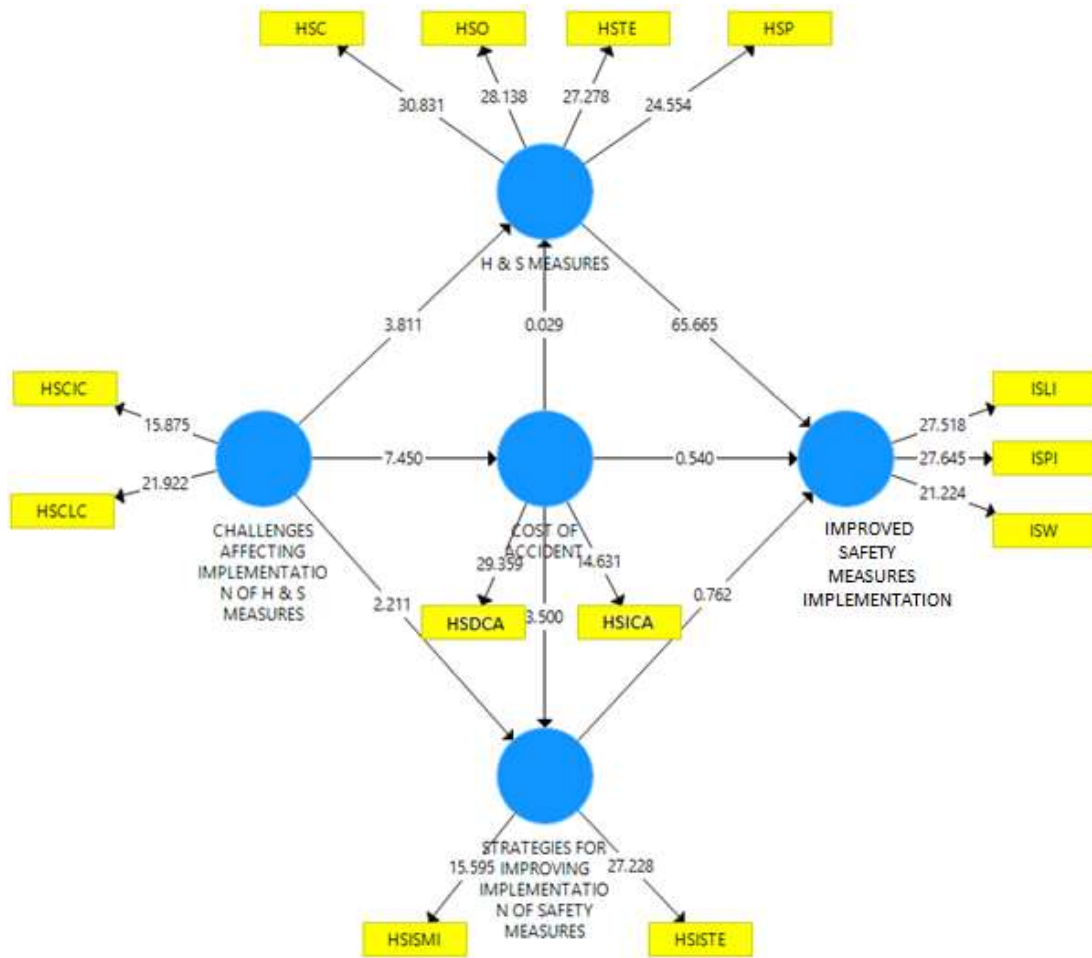 HSC
HSO
HSTE
HSP
30.831
28.138
27.278
24.554
H & S MEASURES
3.811
0.029
65.665
HSCIC
15.875
21.922
HSCLC
7.450
0.540
27.518
27.645
21.224
ISLI
ISPI
ISW
CHALLENGES
AFFECTING
IMPLEMENTATIO
N OF H & S
MEASURES
COST OF
ACCIDENT
IMPROVED
SAFETY
MEASURES
IMPLEMENTATION
29.359
14.631
2.211
HSDCA
3.500
HSICA
0.762
STRATEGIES FOR
IMPROVING
IMPLEMENTATIO
N OF SAFETY
MEASURES
15.595
27.228
HSISMI
HSISTE